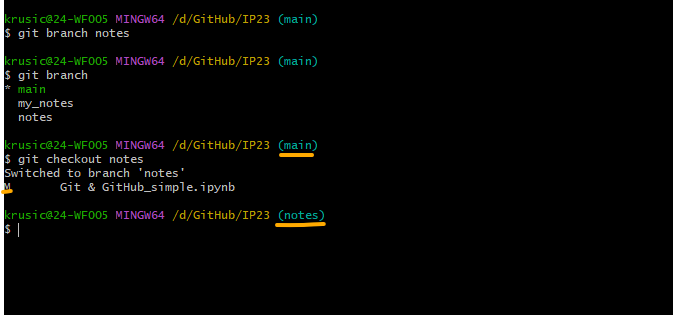 krusic@24-WF005 MINGW64 /d/GitHub/IP23 (main)
$ git branch notes
krusic@24-WF005 MINGW64 /d/GitHub/IP23 (main)
$ git branch
* main
my_notes
notes
krusic@24-WF005 MINGW64 /d/GitHub/IP23 (main)
$ git checkout notes
Switched to branch 'notes'
M Git & GitHub_simple.ipynb
krusic@24-WF005 MINGW64 /d/GitHub/IP23 (notes)
$